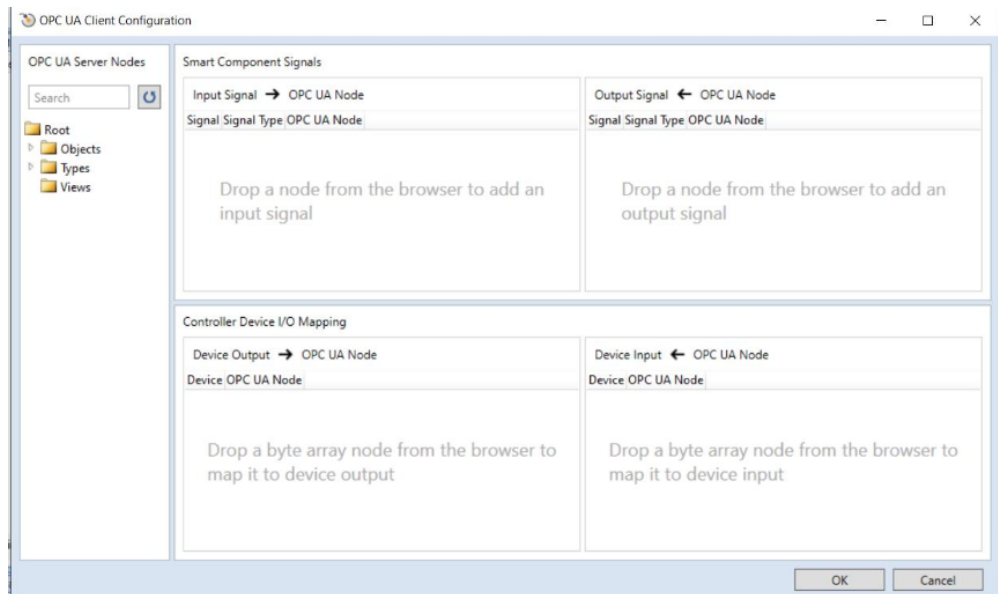 OPC UA Client Configuration
OPC UA Server Nodes
Search
Root
Objects
Types
Views
Smart Component Signals
Input Signal → OPC UA Node
Signal Signal Type OPC UA Node
Drop a node from the browser to add an
input signal
Output Signal ← OPC UA Node
Signal Signal Type OPC UA Node
Drop a node from the browser to add an
output signal
Controller Device I/O Mapping
Device Output → OPC UA Node
Device OPC UA Node
Drop a byte array node from the browser to
map it to device output
Device Input ← OPC UA Node
Device OPC UA Node
Drop a byte array node from the browser to
map it to device input
OK
Cancel